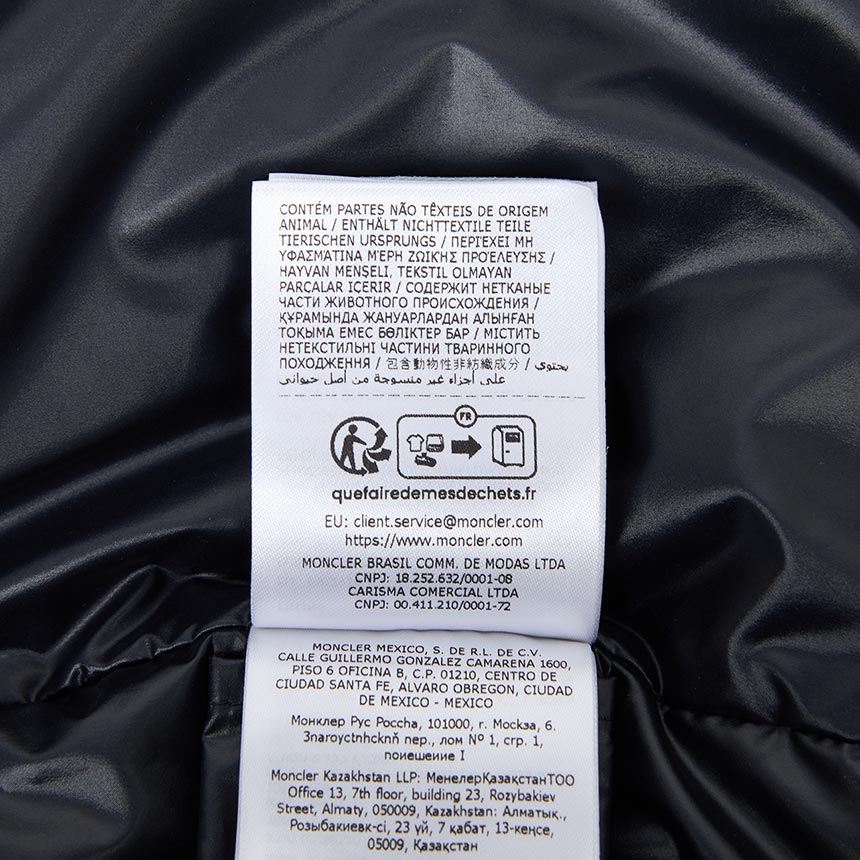 CONTÉM PARTES NÃO TÊXTEIS DE ORIGEM
ANIMAL / ENTHÄLT NICHTTEXTILE TEILE
TIERISCHEN URSPRUNGS / ΠΕΡΙΈΧΕΙ ΜΗ
ΥΦΑΣΜΑΤΙΝΑ ΜΈΡΗ ΖΩΙΚΗΣ ΠΡΟΈΛΕΥΣΗΣ /
HAYVAN MENŞELİ, TEKSTIL OLMAYAN
PARCALAR ICERIR / СОДЕРЖИТ НЕТКАНЫЕ
ЧАСТИ ЖИВОТНОГО ПРОИСХОЖДЕНИЯ /
ҚҰРАМЫНДА ЖАНУАРЛАРДАН АЛЫНҒАН
ТОҚЫМА ЕМЕС БӨЛІКТЕР БАР / МІСТИТЬ
НЕТЕКСТИЛЬНІ ЧАСТИНИ ТВАРИННОГО
ПОХОДЖЕННЯ / 包含動物性非紡織成分 / يحتوي
على أجزاء غير منسوجة من أصل حيواني
FR
quefairedemesdechets.fr
EU: client.service@moncler.com
https://www.moncler.com
MONCLER BRASIL COMM. DE MODAS LTDA
CNPJ: 18.252.632/0001-08
CARISMA COMERCIAL LTDA
CNPJ: 00.411.210/0001-72
MONCLER MEXICO, S. DE R.L. DE C.V.
CALLE GUILLERMO GONZALEZ CAMARENA 1600,
PISO 6 OFICINA B, C.P. 01210, CENTRO DE
CIUDAD SANTA FE, ALVARO OBREGON, CIUDAD
DE MEXICO - MEXICO
Монклер Рус Россha, 101000, г. Москва, 6.
пер., лом № 1, стр. 1,
поиешение I
Moncler Kazakhstan LLP: МенелерҚазақстанТОО
Office 13, 7th floor, building 23, Rozybakiev
Street, Almaty, 050009, Kazakhstan: Алматық.,
Розыбакиевк-сі, 23 үй, 7 қабат, 13-кеңсе,
05009, Қазақстан